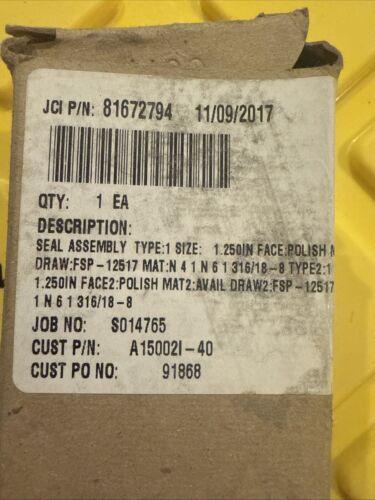 JCI P/N: 81672794 11/09/2017
QTY: 1 EA
DESCRIPTION:
SEAL ASSEMBLY TYPE:1 SIZE: 1.250IN FACE:POLISH
DRAW:FSP-12517 MAT:N 4 1 N 6 1 316/18-8 TYPE2:1
1.250IN FACE2:POLISH MAT2:AVAIL DRAW2:FSP-12517
1 N 6 1 316/18-8
JOB NO: S014765
CUST P/N: A15002I-40
CUST PO NO: 91868